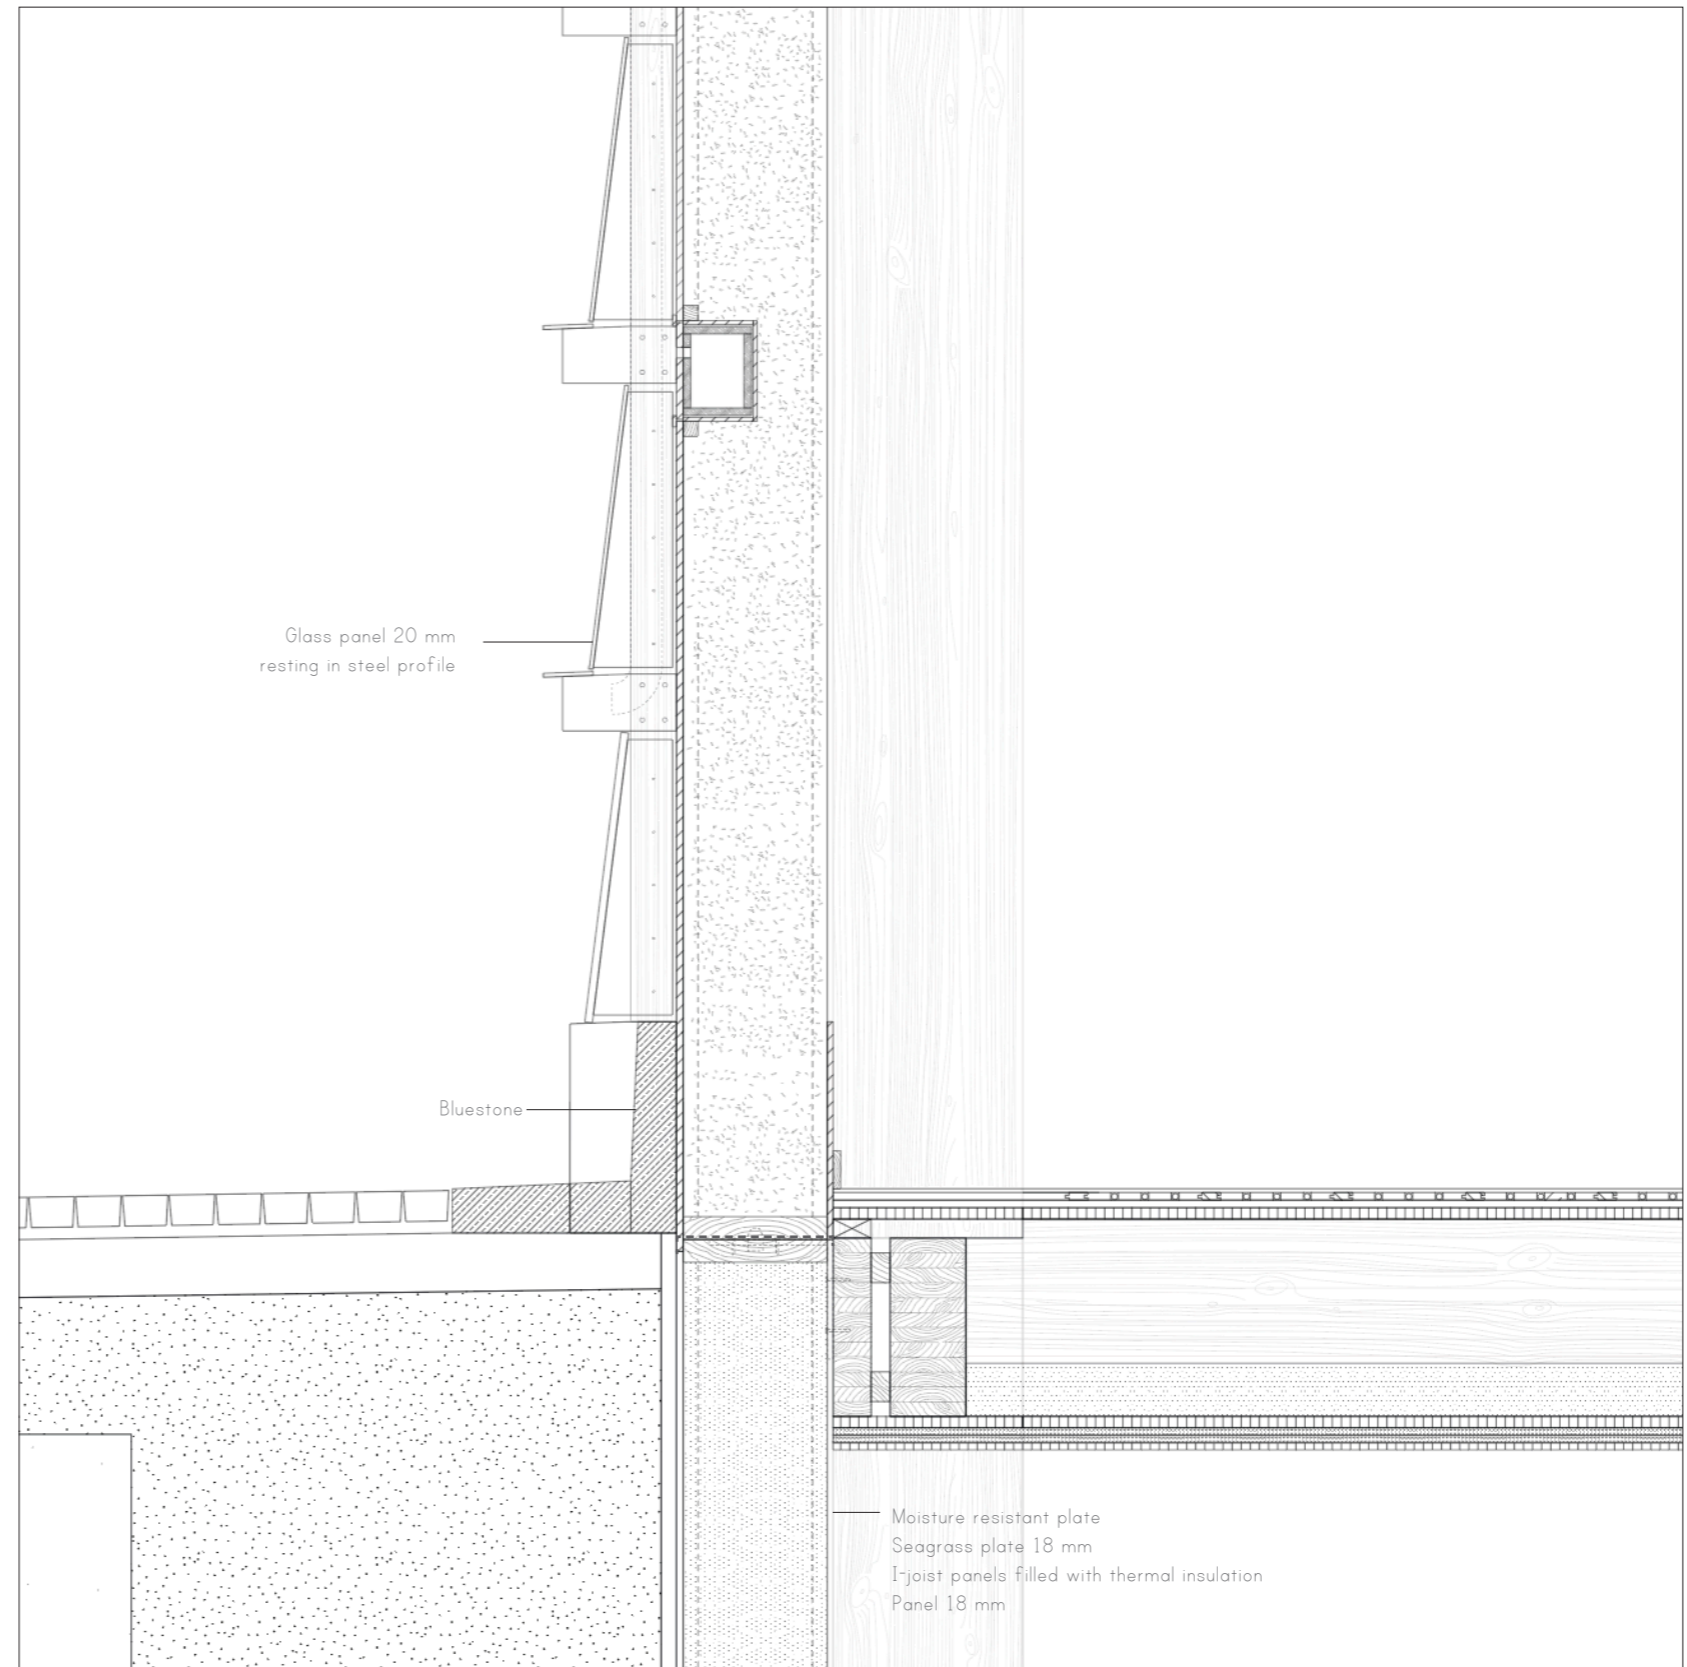 Glass panel 20 mm
resting in steel profile
Bluestone
Moisture resistant plate
Seagrass plate 18 mm
I-joist panels filled with thermal insulation
Panel 18 mm